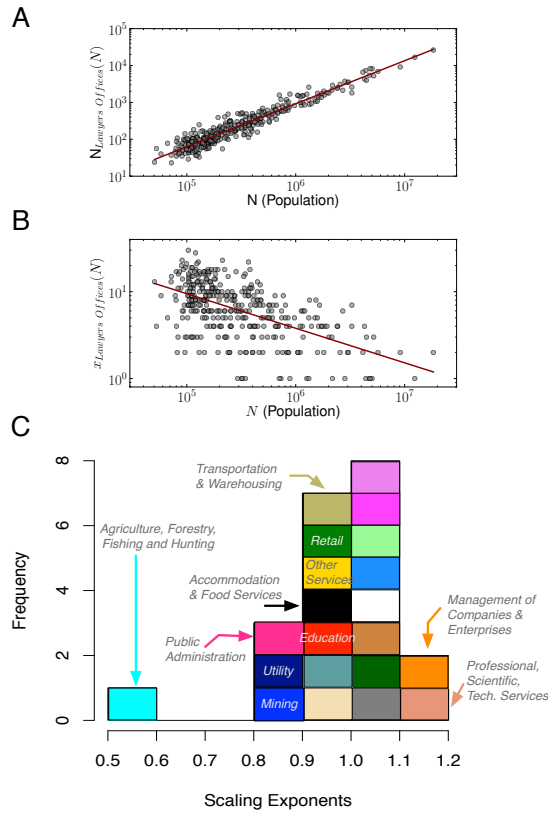 A
N_{Lawyers Offices}(N)
10^5
10^4
10^3
10^2
10^1
10^5
10^6
10^7
N (Population)
B
x_{Lawyers Offices}(N)
10^1
10^0
10^5
10^6
10^7
N (Population)
C
Frequency
8
6
4
2
0
Transportation
& Warehousing
Agriculture, Forestry,
Fishing and Hunting
Retail
Other
Services
Accommodation
& Food Services
Management of
Companies &
Enterprises
Public
Administration
Education
Utility
Professional,
Scientific,
Tech. Services
Mining
0.5
0.6
0.7
0.8
0.9
1.0
1.1
1.2
Scaling Exponents